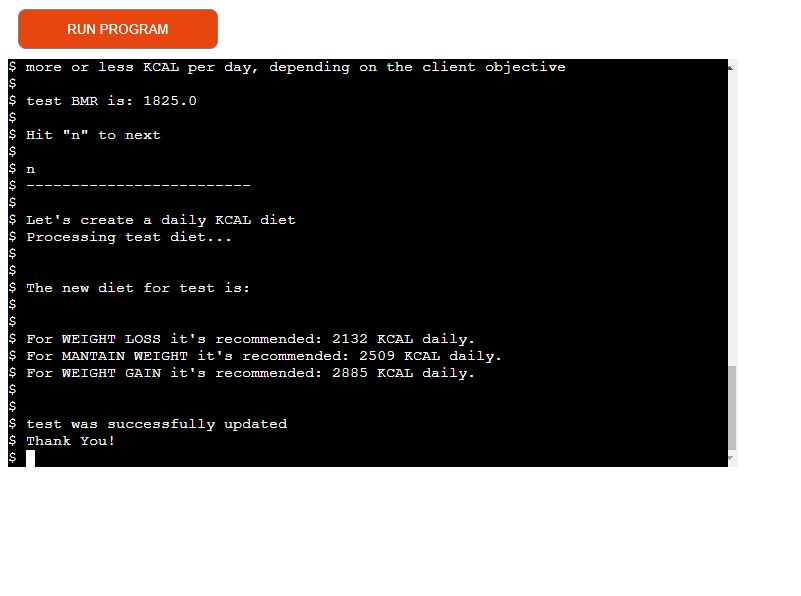 RUN PROGRAM
$ more or less KCAL per day, depending on the client objective
$
$ test BMR is: 1825.0
$
$ Hit "n" to next
$
$ n
$ -------------------------
$
$ Let's create a daily KCAL diet
$ Processing test diet...
$
$
$ The new diet for test is:
$
$
$ For WEIGHT LOSS it's recommended: 2132 KCAL daily.
$ For MANTAIN WEIGHT it's recommended: 2509 KCAL daily.
$ For WEIGHT GAIN it's recommended: 2885 KCAL daily.
$
$
$ test was successfully updated
$ Thank You!
$